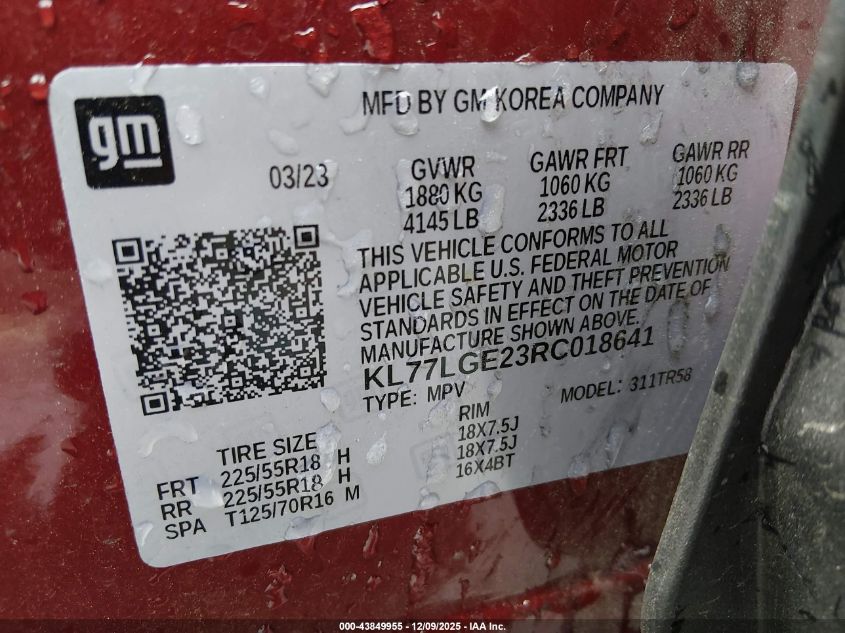 gm
MFD BY GM KOREA COMPANY
03/23
GVWR GAWR FRT GAWR RR
1880 KG 1060 KG 1060 KG
4145 LB 2336 LB 2336 LB
THIS VEHICLE CONFORMS TO ALL
APPLICABLE U.S. FEDERAL MOTOR
VEHICLE SAFETY AND THEFT PREVENTION
STANDARDS IN EFFECT ON THE DATE OF
MANUFACTURE SHOWN ABOVE.
KL77LGE23RC018641
TYPE: MPV MODEL: 311TR58
TIRE SIZE RIM
FRT 225/55R18 H 18X7.5J
RR 225/55R18 H 18X7.5J
SPA T125/70R16 M 16X4BT
000-43849955 - 12/09/2025 - IAA Inc.